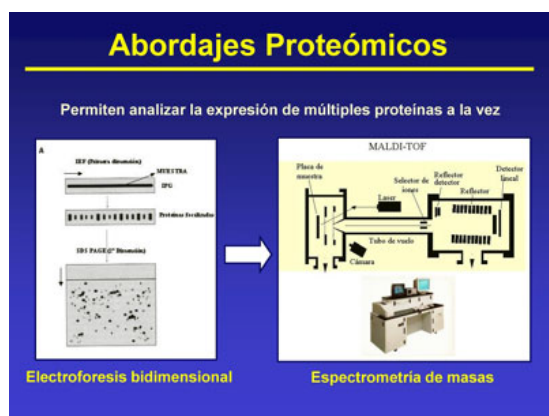 Abordajes Proteómicos
Permiten analizar la expresión de múltiples proteínas a la vez
A
IEF (Primera dimensión)
MUESTRA
IPG
Proteínas focalizadas
SDS PAGE (2ª Dimensión)
MALDI-TOF
Placa de
muestra
Laser
Selector de
iones
Reflector
detector
Reflector
Detector
lineal
Tubo de vuelo
Cámara
Electroforesis bidimensional
Espectrometría de masas